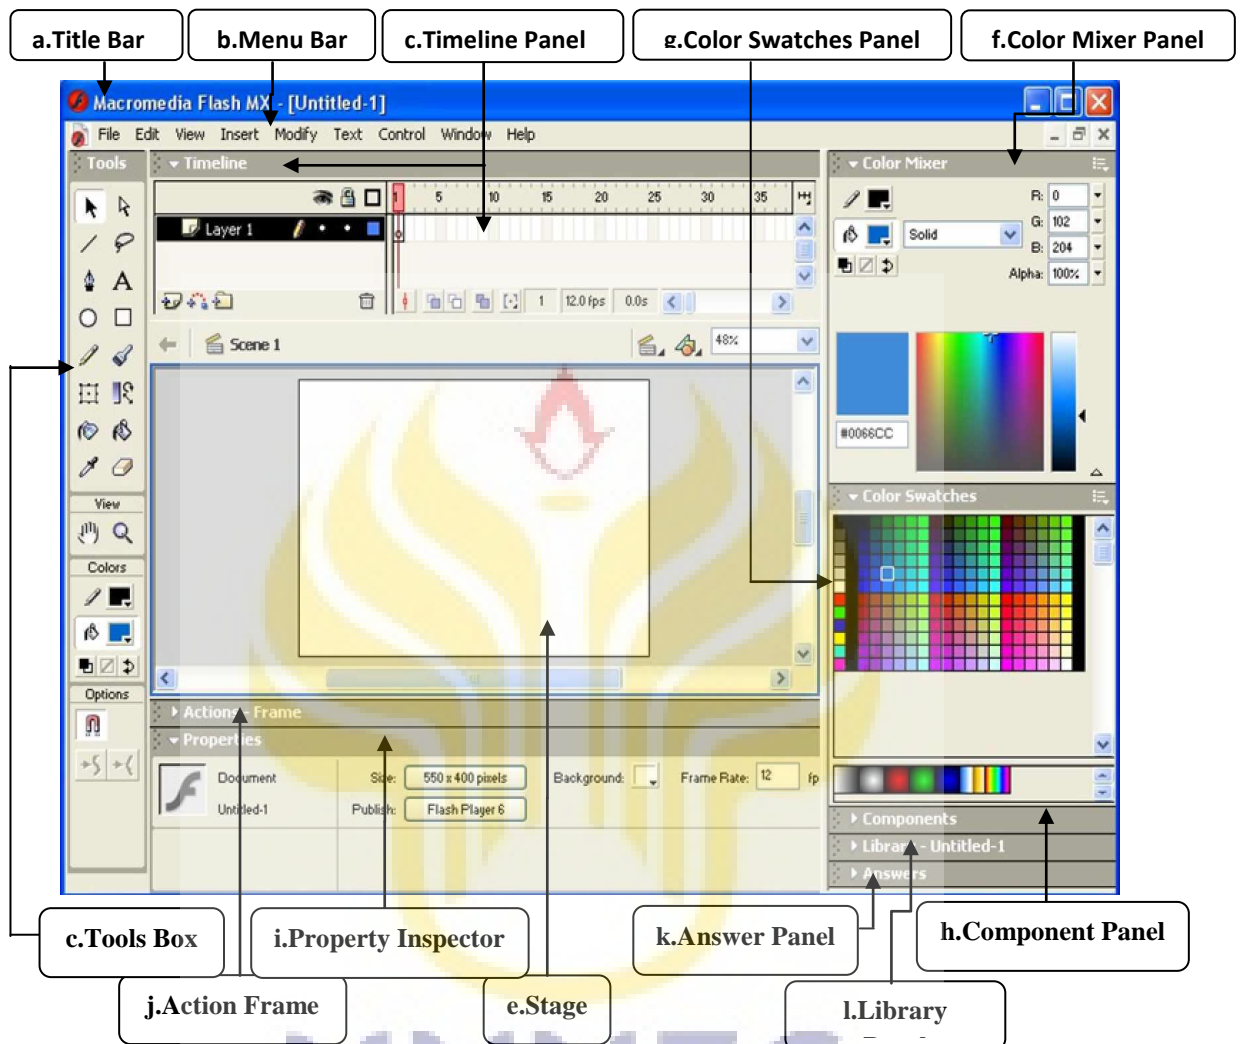 a.Title Bar
b.Menu Bar
c.Timeline Panel
g.Color Swatches Panel
f.Color Mixer Panel
Macromedia Flash MX - [Untitled-1]
File Edit View Insert Modify Text Control Window Help
Tools
Timeline
1 5 10 15 20 25 30 35
Layer 1
1 12.0 fps 0.0s
Scene 1
48%
View
Colors
Options
Actions - Frame
Properties
Document
Size: 550 x 400 pixels
Background:
Frame Rate: 12 fp
Untitled-1
Publish: Flash Player 6
Color Mixer
R: 0
G: 102
Solid
B: 204
Alpha: 100%
#0066CC
Color Swatches
Components
Library - Untitled-1
Answers
c.Tools Box
i.Property Inspector
k.Answer Panel
h.Component Panel
j.Action Frame
e.Stage
l.Library